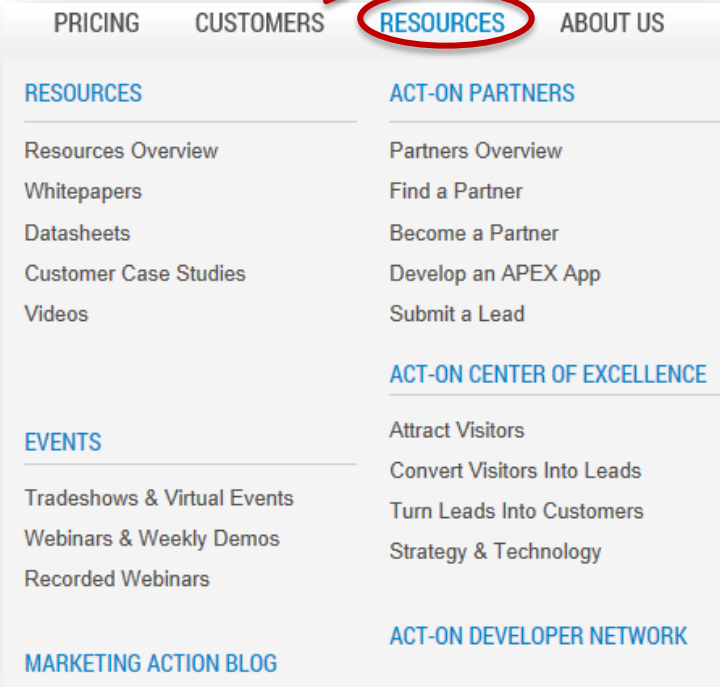 PRICING CUSTOMERS RESOURCES ABOUT US
RESOURCES
Resources Overview
Whitepapers
Datasheets
Customer Case Studies
Videos
EVENTS
Tradeshows & Virtual Events
Webinars & Weekly Demos
Recorded Webinars
MARKETING ACTION BLOG
ACT-ON PARTNERS
Partners Overview
Find a Partner
Become a Partner
Develop an APEX App
Submit a Lead
ACT-ON CENTER OF EXCELLENCE
Attract Visitors
Convert Visitors Into Leads
Turn Leads Into Customers
Strategy & Technology
ACT-ON DEVELOPER NETWORK